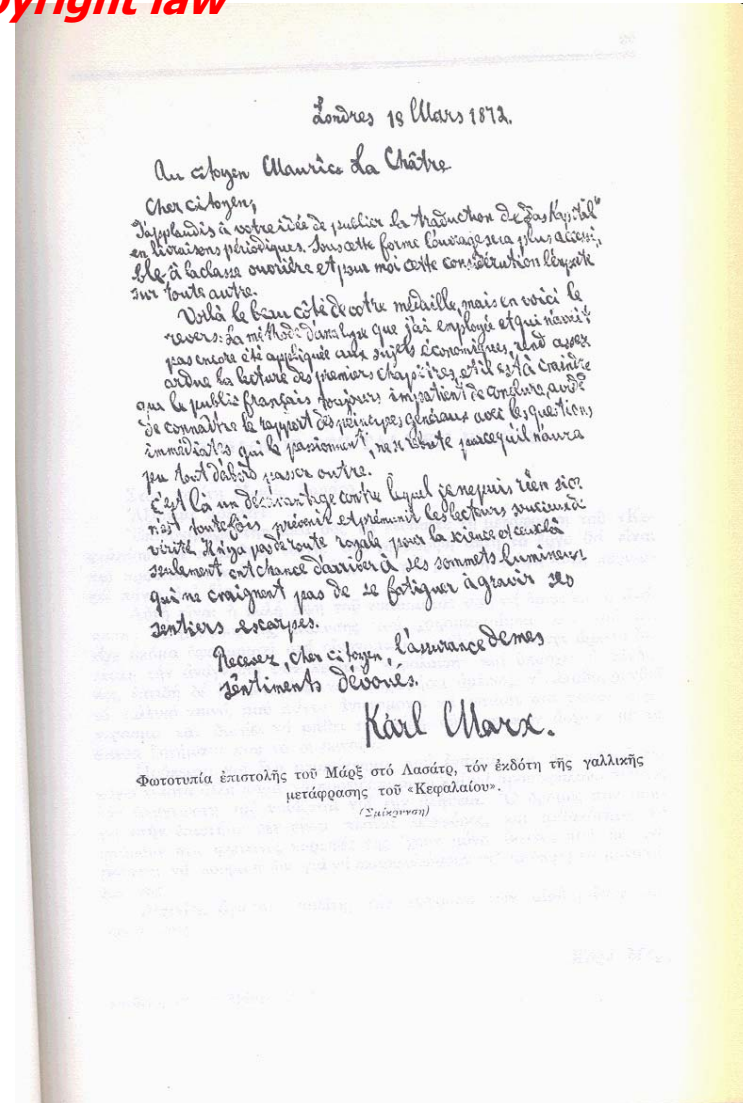 pyright law
Londres 18 Mars 1872.
Au citoyen Maurice La Châtre
Cher citoyen,
J'applaudis à votre idée de publier la traduction de „Das Kapital"
en livraisons périodiques. Sous cette forme l'ouvrage sera plus accessi,
ble à la classe ouvrière et pour moi cette considération l'emporte
sur toute autre.
Voilà le beau côté de votre médaille, mais en voici le
revers: La méthode d'analyse que j'ai employée et qui n'avait
pas encore été appliquée aux sujets économiques, rend assez
ardue la lecture des premiers chapitres, et il est à craindre
que le public français toujours impatient de conclure, avide
de connaître le rapport des principes généraux avec les questions
immédiates qui le passionnent, ne se rebute parcequ'il n'aura
pu tout d'abord passer outre.
C'est là un désavantage contre lequel je ne puis rien si ce
n'est toutefois prévenir et prémunir les lecteurs soucieux de
vérité. Il n'y a pas de route royale pour la science et ceux là
seulement ont chance d'arriver à ses sommets lumineux
qui ne craignent pas de se fatiguer à gravir ses
sentiers escarpés.
Recevez, cher citoyen, l'assurance de mes
sentiments dévoués.
Karl Marx.
Φωτοτυπία ἐπιστολῆς τοῦ Μάρξ στό Λασάτρ, τόν ἐκδότη τῆς γαλλικῆς
μετάφρασης τοῦ «Κεφαλαίου».
(Σμίκρυνση)